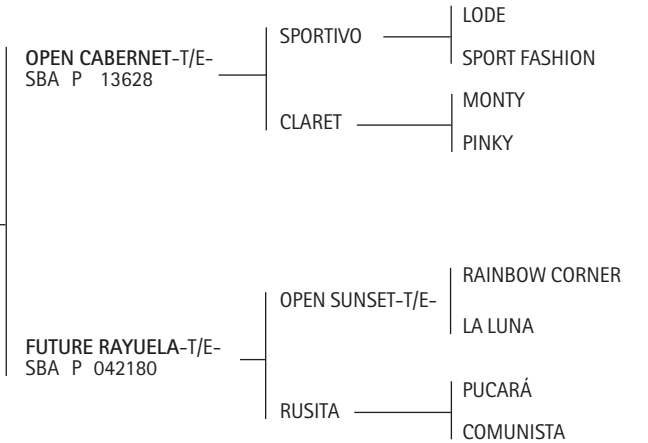 LODE
SPORTIVO
OPEN CABERNET-T/E-
SPORT FASHION
SBA P 13628
MONTY
CLARET
PINKY
RAINBOW CORNER
OPEN SUNSET-T/E-
LA LUNA
FUTURE RAYUELA-T/E-
SBA P 042180
PUCARÁ
RUSITA
COMUNISTA